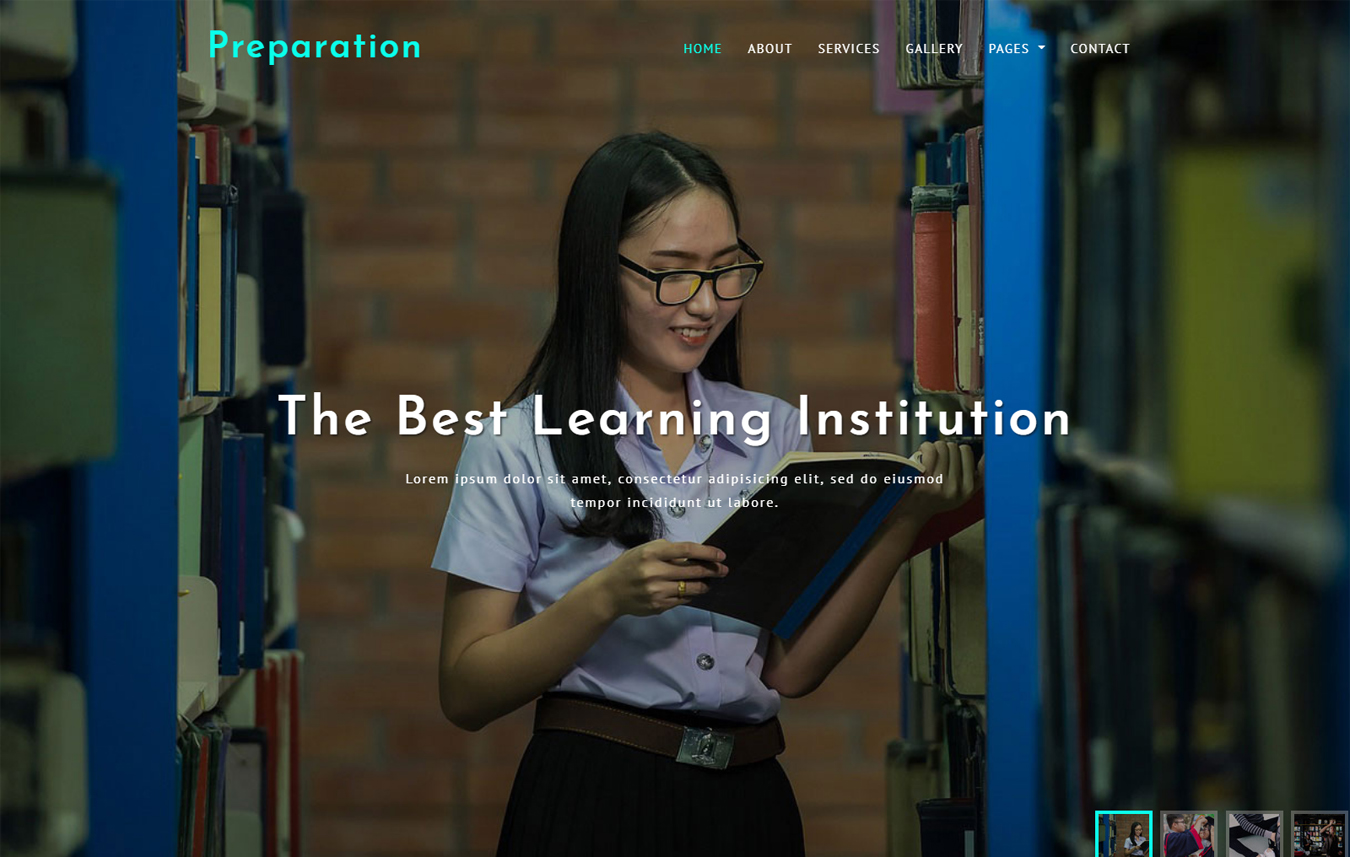 Preparation
HOME ABOUT SERVICES GALLERY PAGES CONTACT
The Best Learning Institution
Lorem ipsum dolor sit amet, consectetur adipisicing elit, sed do eiusmod
tempor incididunt ut labore.